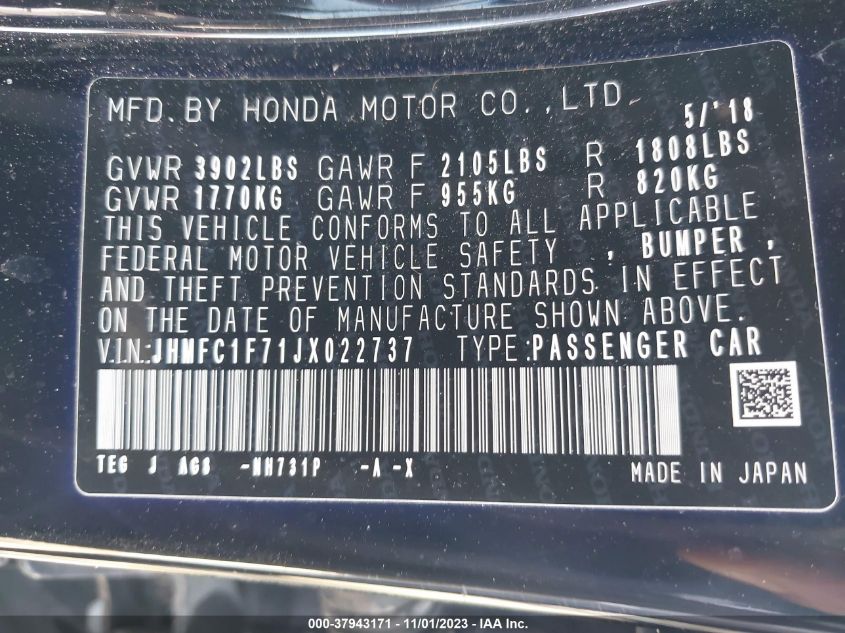 MFD. BY HONDA MOTOR CO., LTD. 5/'18
GVWR 3902LBS GAWR F 2105LBS R 1808LBS
GVWR 1770KG GAWR F 955KG R 820KG
THIS VEHICLE CONFORMS TO ALL APPLICABLE
FEDERAL MOTOR VEHICLE SAFETY , BUMPER ,
AND THEFT PREVENTION STANDARDS IN EFFECT
ON THE DATE OF MANUFACTURE SHOWN ABOVE.
V.I.N.:JHMFC1F71JX022737 TYPE:PASSENGER CAR
TEG J AGS -NH731P -A -X
MADE IN JAPAN
000-37943171 - 11/01/2023 - IAA Inc.